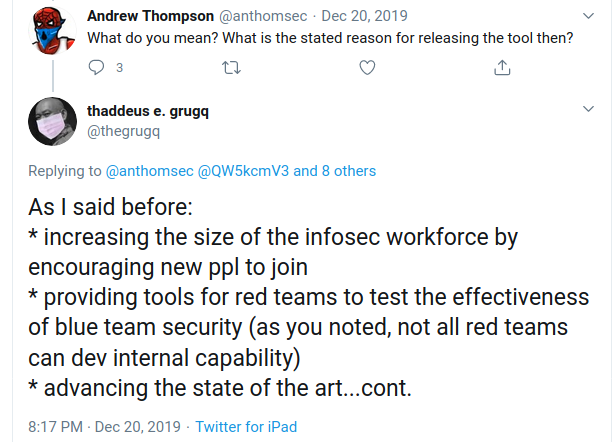 Andrew Thompson @anthomsec · Dec 20, 2019
What do you mean? What is the stated reason for releasing the tool then?
3
thaddeus e. grugq
@thegrugq
Replying to @anthomsec @QW5kcmV3 and 8 others
As I said before:
* increasing the size of the infosec workforce by
encouraging new ppl to join
* providing tools for red teams to test the effectiveness
of blue team security (as you noted, not all red teams
can dev internal capability)
* advancing the state of the art...cont.
8:17 PM · Dec 20, 2019 · Twitter for iPad